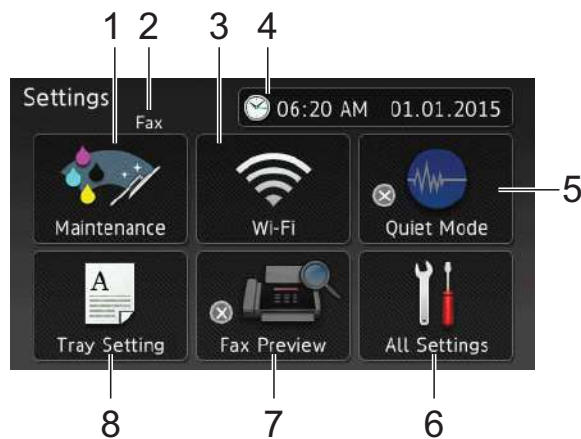 1 2 3 4
Settings
Fax
06:20 AM 01.01.2015
Maintenance
Wi-Fi
Quiet Mode
5
A
Tray Setting
Fax Preview
All Settings
8 7 6